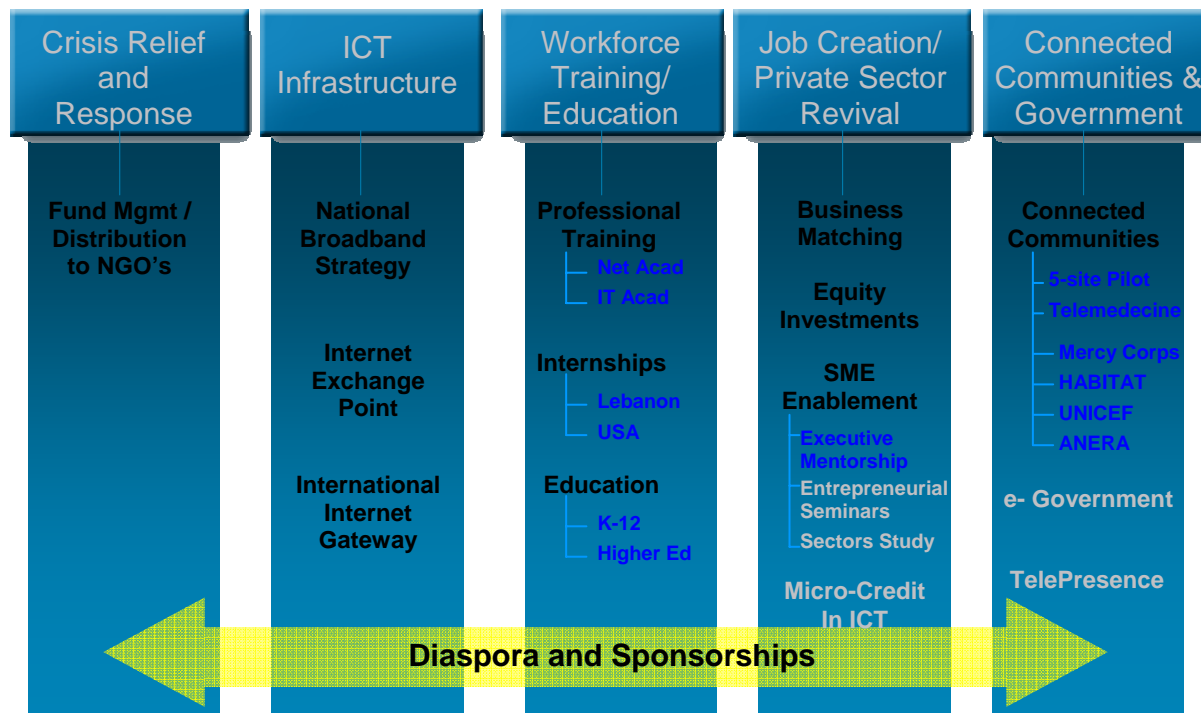 Crisis Relief
and
Response
ICT
Infrastructure
Workforce
Training/
Education
Job Creation/
Private Sector
Revival
Connected
Communities &
Government
Fund Mgmt /
Distribution
to NGO's
National
Broadband
Strategy
Internet
Exchange
Point
International
Internet
Gateway
Professional
Training
Net Acad
IT Acad
Internships
Lebanon
USA
Education
K-12
Higher Ed
Business
Matching
Equity
Investments
SME
Enablement
Executive
Mentorship
Entrepreneurial
Seminars
Sectors Study
Micro-Credit
In ICT
Connected
Communities
5-site Pilot
Telemedecine
Mercy Corps
HABITAT
UNICEF
ANERA
e- Government
TelePresence
Diaspora and Sponsorships